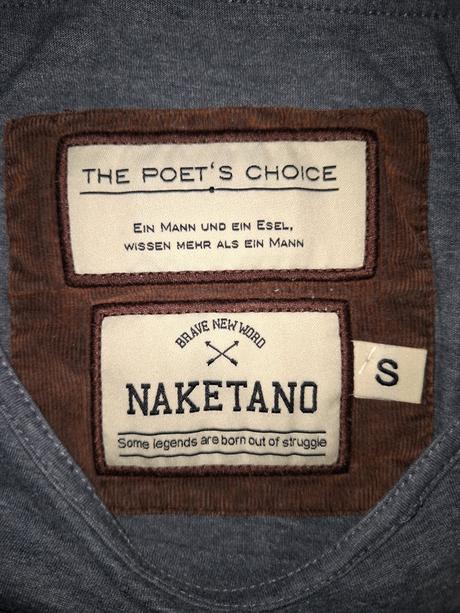 THE POET'S CHOICE
EIN MANN UND EIN ESEL,
WISSEN MEHR ALS EIN MANN
BRAVE NEW WORD
NAKETANO
S
Some legends are born out of struggle